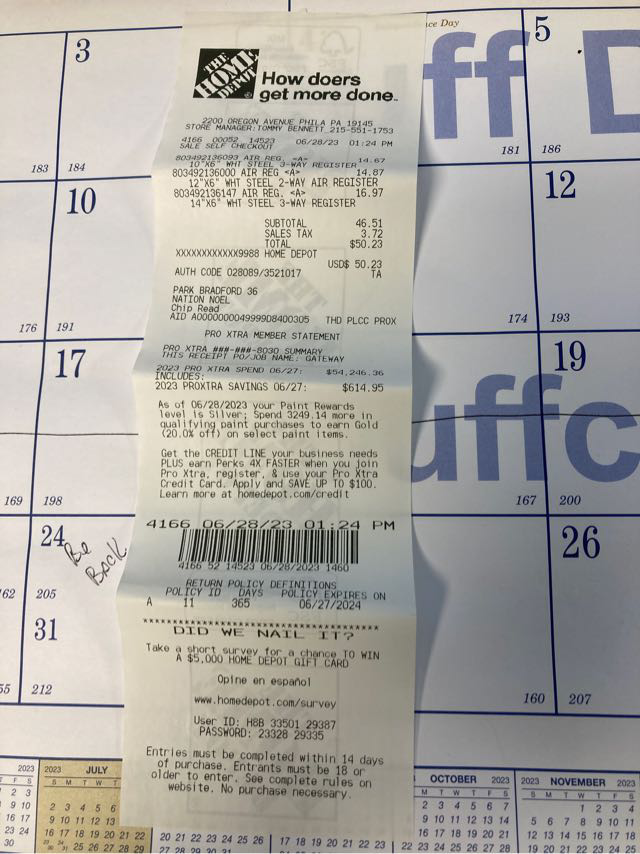 THE
HOME
DEPOT
How doers
get more done.
2200 OREGON AVENUE PHILA PA 19145
STORE MANAGER:TOMMY BENNETT 215-551-1753
4166 00052 14523 06/28/23 01:24 PM
SALE SELF CHECKOUT
803492136093 AIR REG. <A> 14.67
10"X6" WHT STEEL 3-WAY REGISTER
803492136000 AIR REG <A> 14.87
12"X6" WHT STEEL 2-WAY AIR REGISTER
803492136147 AIR REG. <A> 16.97
14"X6" WHT STEEL 3-WAY REGISTER
SUBTOTAL 46.51
SALES TAX 3.72
TOTAL $50.23
XXXXXXXXXXXX9988 HOME DEPOT
USD$ 50.23
AUTH CODE 028089/3521017 TA
PARK BRADFORD 36
NATION NOEL
Chip Read
AID A0000000049999D8400305 THD PLCC PROX
PRO XTRA MEMBER STATEMENT
PRO XTRA ###-###-8030 SUMMARY
THIS RECEIPT PO/JOB NAME: GATEWAY
2023 PRO XTRA SPEND 06/27: $54,246.36
INCLUDES:
2023 PROXTRA SAVINGS 06/27: $614.95
As of 06/28/2023 your Paint Rewards
level is Silver; Spend 3249.14 more in
qualifying paint purchases to earn Gold
(20.0% off) on select paint items.
Get the CREDIT LINE your business needs
PLUS earn Perks 4X FASTER when you join
Pro Xtra, register, & use your Pro Xtra
Credit Card. Apply and SAVE UP TO $100.
Learn more at homedepot.com/credit
4166 06/28/23 01:24 PM
4166 52 14523 06/28/2023 1460
RETURN POLICY DEFINITIONS
POLICY ID DAYS POLICY EXPIRES ON
A 11 365 06/27/2024
DID WE NAIL IT?
Take a short survey for a chance TO WIN
A $5,000 HOME DEPOT GIFT CARD
Opine en español
www.homedepot.com/survey
User ID: H8B 33501 29387
PASSWORD: 23328 29335
Entries must be completed within 14 days
of purchase. Entrants must be 18 or
older to enter. See complete rules on
website. No purchase necessary.
3
183 184
10
176 191
17
169 198
24
Be
Back
205
31
212
5
181 186
12
174 193
19
167 200
26
160 207
2023 JULY
OCTOBER
2023 NOVEMBER 2023